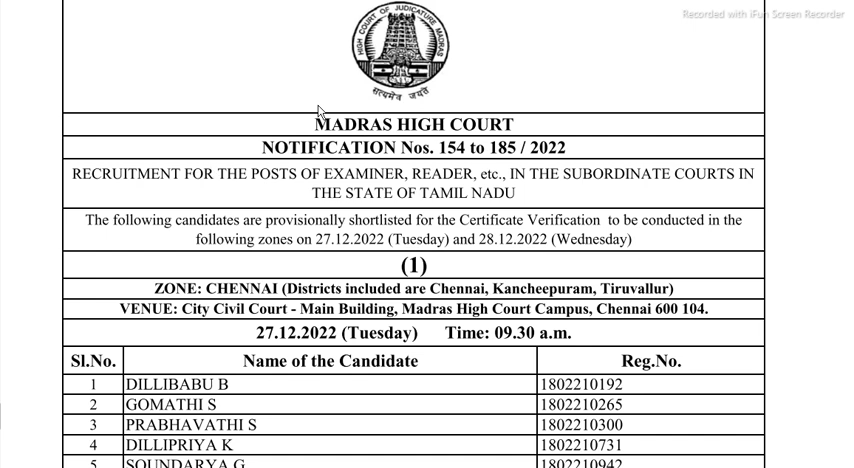 Recorded with iFun Screen Recorder
HIGH COURT OF JUDICATURE MADRAS
सत्यमेव जयते
MADRAS HIGH COURT
NOTIFICATION Nos. 154 to 185 / 2022
RECRUITMENT FOR THE POSTS OF EXAMINER, READER, etc., IN THE SUBORDINATE COURTS IN
THE STATE OF TAMIL NADU
The following candidates are provisionally shortlisted for the Certificate Verification to be conducted in the
following zones on 27.12.2022 (Tuesday) and 28.12.2022 (Wednesday)
(1)
ZONE: CHENNAI (Districts included are Chennai, Kancheepuram, Tiruvallur)
VENUE: City Civil Court - Main Building, Madras High Court Campus, Chennai 600 104.
27.12.2022 (Tuesday) Time: 09.30 a.m.
Sl.No. Name of the Candidate Reg.No.
1 DILLIBABU B 1802210192
2 GOMATHI S 1802210265
3 PRABHAVATHI S 1802210300
4 DILLIPRIYA K 1802210731
5 SOUNDARYA G 1802210942